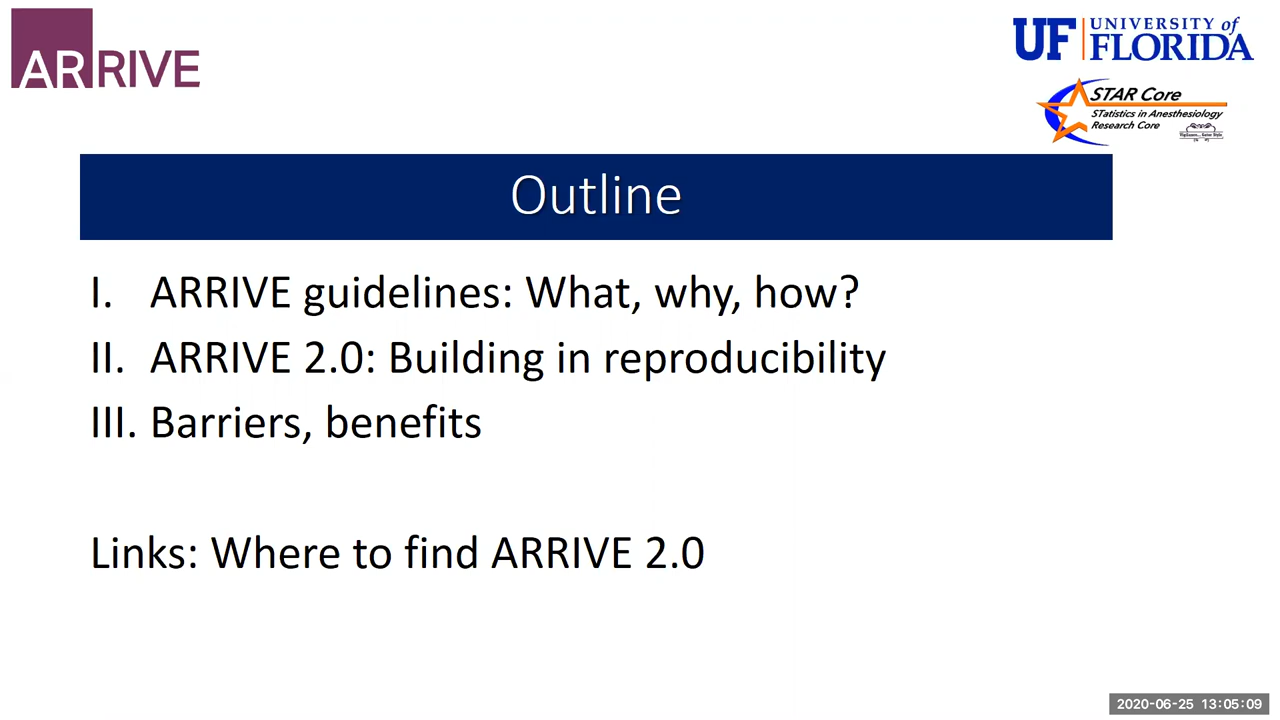 ARRIVE
UF UNIVERSITY of FLORIDA
STAR Core
STatistics in Anesthesiology
Research Core
Outline
I. ARRIVE guidelines: What, why, how?
II. ARRIVE 2.0: Building in reproducibility
III. Barriers, benefits
Links: Where to find ARRIVE 2.0
2020-06-25 13:05:09